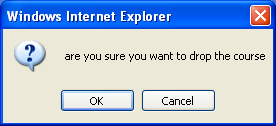 Windows Internet Explorer
are you sure you want to drop the course
OK
Cancel